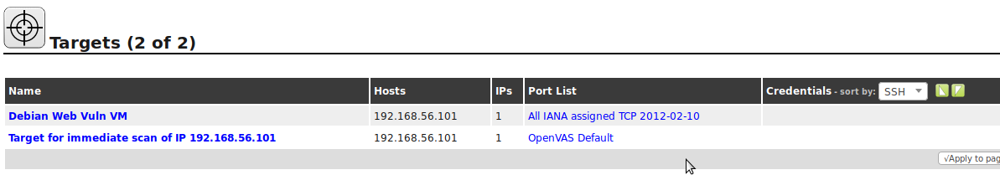 Targets (2 of 2)
Name Hosts IPs Port List Credentials - sort by: SSH
Debian Web Vuln VM 192.168.56.101 1 All IANA assigned TCP 2012-02-10
Target for immediate scan of IP 192.168.56.101 192.168.56.101 1 OpenVAS Default
√Apply to pag